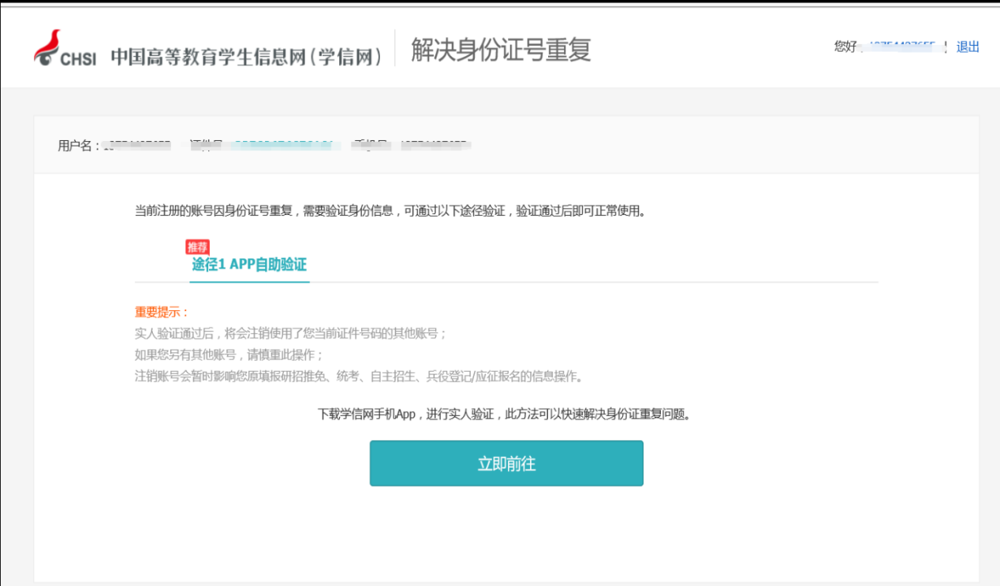 CHSI 中国高等教育学生信息网(学信网) 解决身份证号重复 您好, | 退出
用户名:
当前注册的账号因身份证号重复,需要验证身份信息,可通过以下途径验证,验证通过后即可正常使用。
推荐
途径1 APP自助验证
重要提示:
实人验证通过后,将会注销使用了您当前证件号码的其他账号;
如果您另有其他账号,请慎重此操作;
注销账号会暂时影响您原填报研招推免、统考、自主招生、兵役登记/应征报名的信息操作。
下载学信网手机App,进行实人验证,此方法可以快速解决身份证重复问题。
立即前往